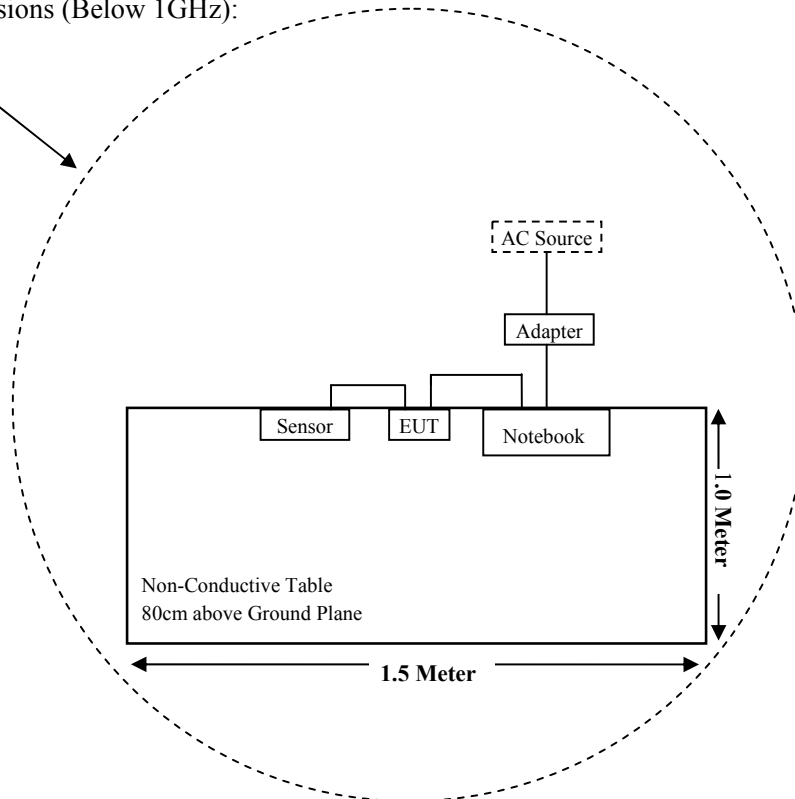 sions (Below 1GHz):
AC Source
Adapter
Sensor
EUT
Notebook
1.0 Meter
Non-Conductive Table
80cm above Ground Plane
1.5 Meter